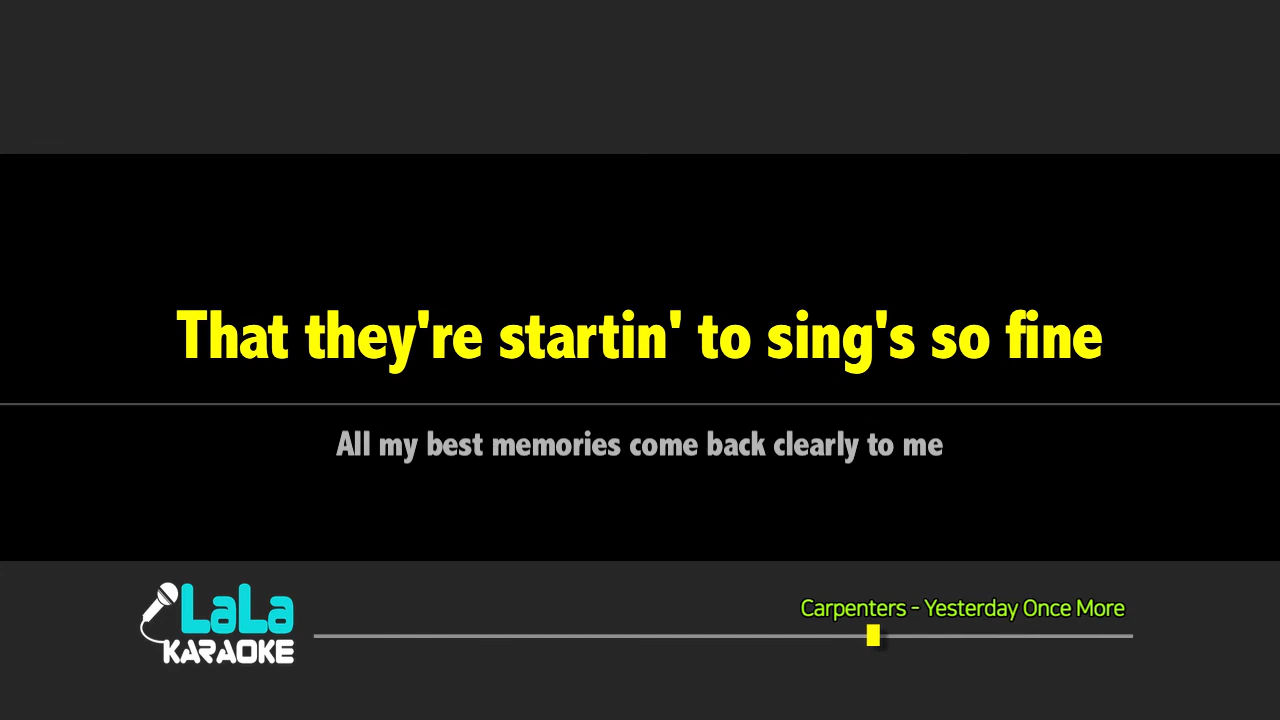 That they're startin' to sing's so fine
All my best memories come back clearly to me
Carpenters - Yesterday Once More
LaLa
KARAOKE